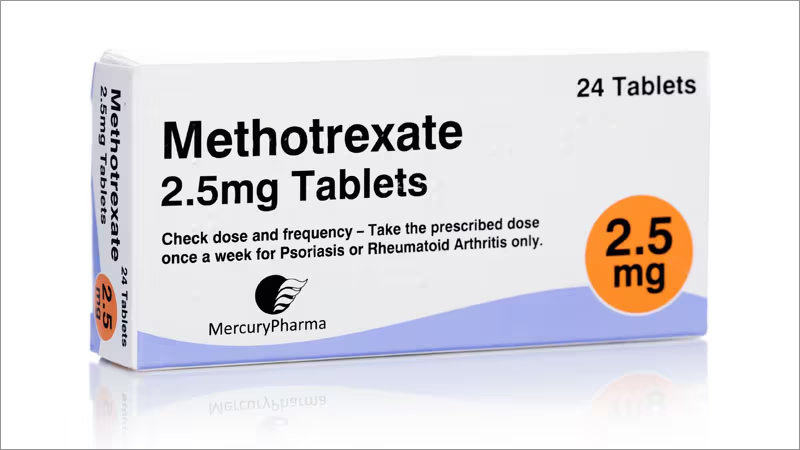 Methotrexate
2.5mg Tablets
24 Tablets
2.5
mg
24 Tablets
Methotrexate
2.5mg Tablets
Check dose and frequency – Take the prescribed dose
once a week for Psoriasis or Rheumatoid Arthritis only.
2.5
mg
MercuryPharma